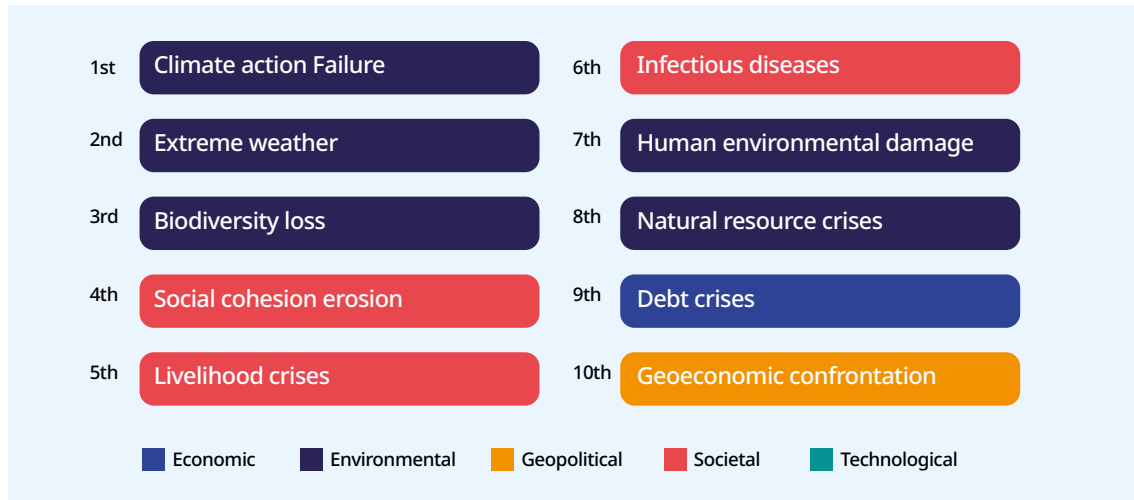 1st Climate action Failure
2nd Extreme weather
3rd Biodiversity loss
4th Social cohesion erosion
5th Livelihood crises
6th Infectious diseases
7th Human environmental damage
8th Natural resource crises
9th Debt crises
10th Geoeconomic confrontation
Economic Environmental Geopolitical Societal Technological